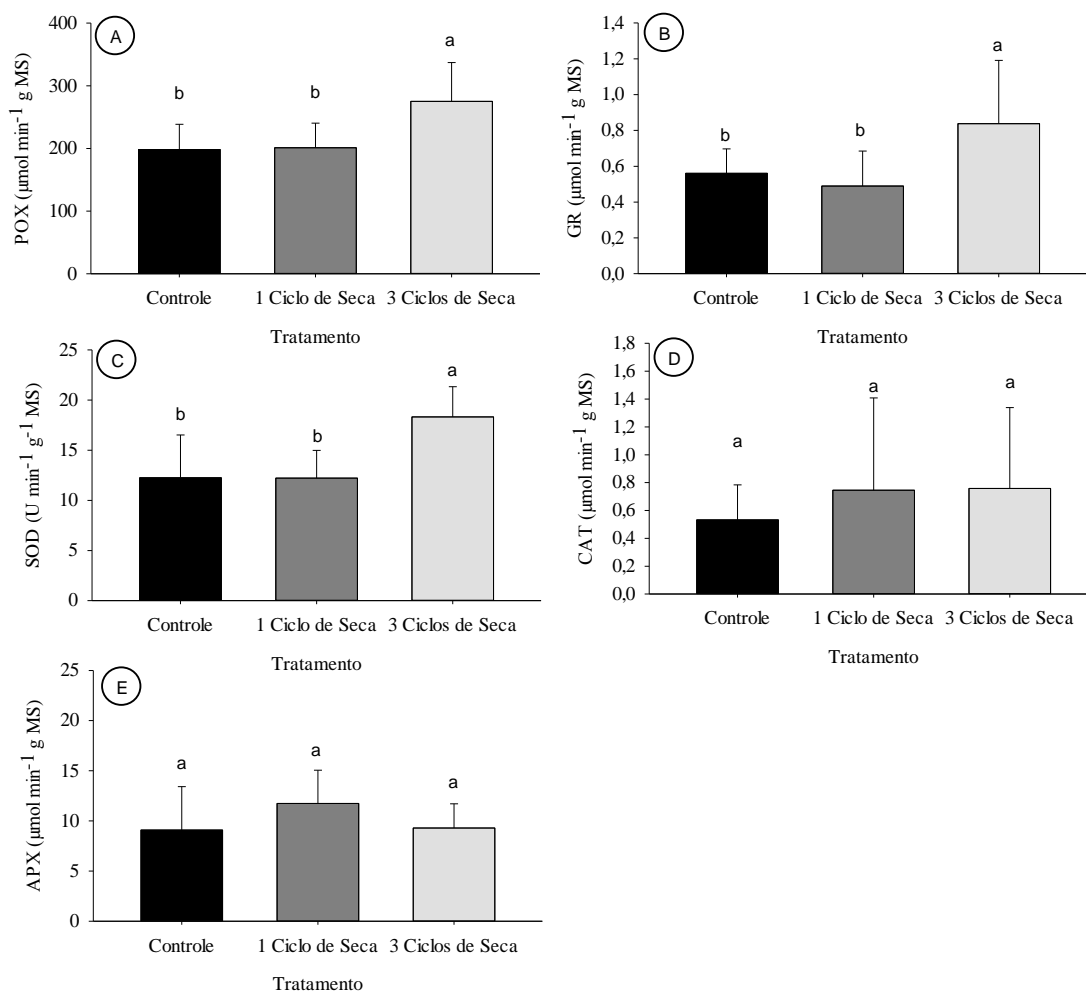 A
POX (µmol min⁻¹ g MS)
400
300
200
100
0
b
b
a
Controle
1 Ciclo de Seca
3 Ciclos de Seca
Tratamento
B
GR (µmol min⁻¹ g MS)
1,4
1,2
1,0
0,8
0,6
0,4
0,2
0,0
b
b
a
Controle
1 Ciclo de Seca
3 Ciclos de Seca
Tratamento
C
SOD (U min⁻¹ g⁻¹ MS)
25
20
15
10
5
0
b
b
a
Controle
1 Ciclo de Seca
3 Ciclos de Seca
Tratamento
D
CAT (µmol min⁻¹ g MS)
1,8
1,6
1,4
1,2
1,0
0,8
0,6
0,4
0,2
0,0
a
a
a
Controle
1 Ciclo de Seca
3 Ciclos de Seca
Tratamento
E
APX (µmol min⁻¹ g MS)
25
20
15
10
5
0
a
a
a
Controle
1 Ciclo de Seca
3 Ciclos de Seca
Tratamento